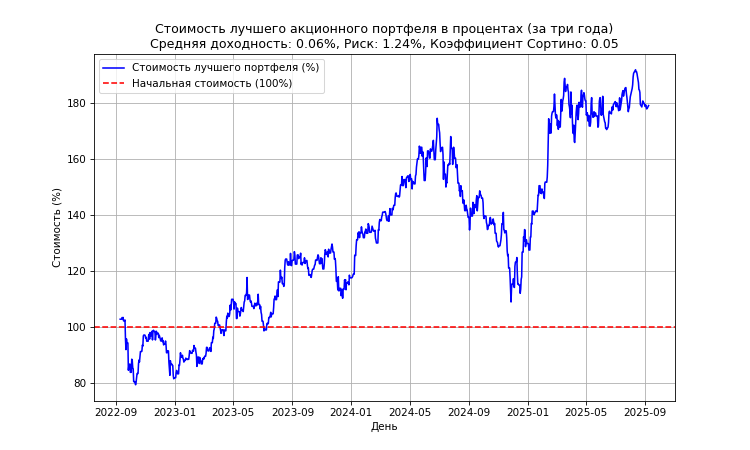 Стоимость лучшего акционного портфеля в процентах (за три года)
Средняя доходность: 0.06%, Риск: 1.24%, Коэффициент Сортино: 0.05
Стоимость лучшего портфеля (%)
Начальная стоимость (100%)
Стоимость (%)
180
160
140
120
100
80
2022-09 2023-01 2023-05 2023-09 2024-01 2024-05 2024-09 2025-01 2025-05 2025-09
День